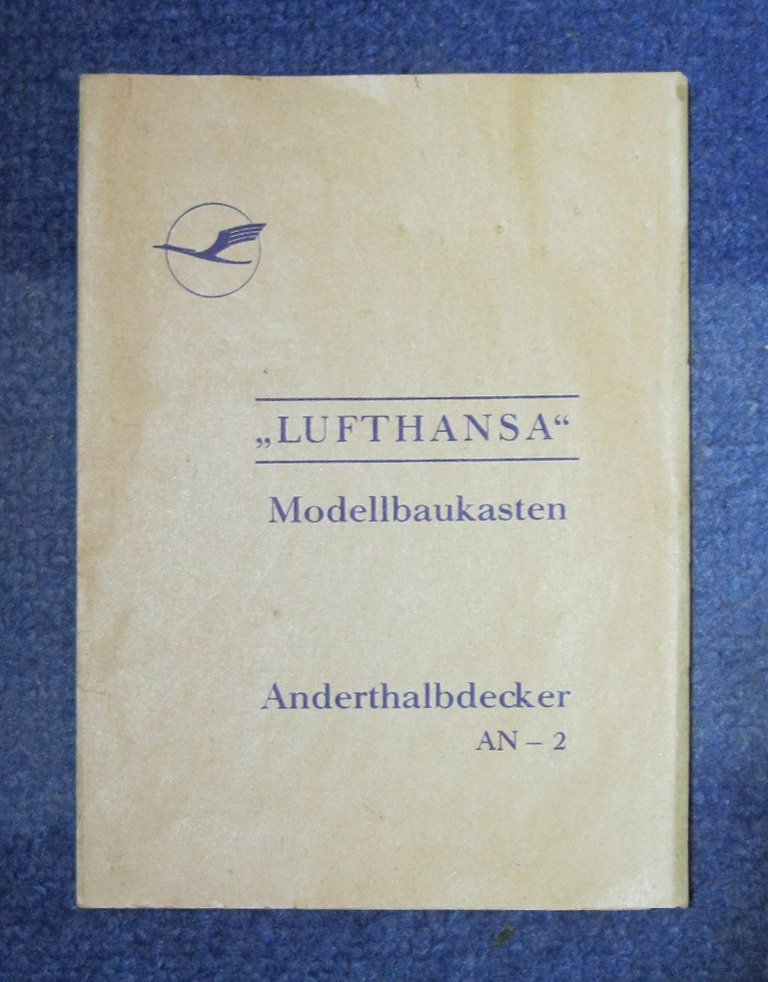 „LUFTHANSA“
Modellbaukasten
Anderthalbdecker
AN – 2